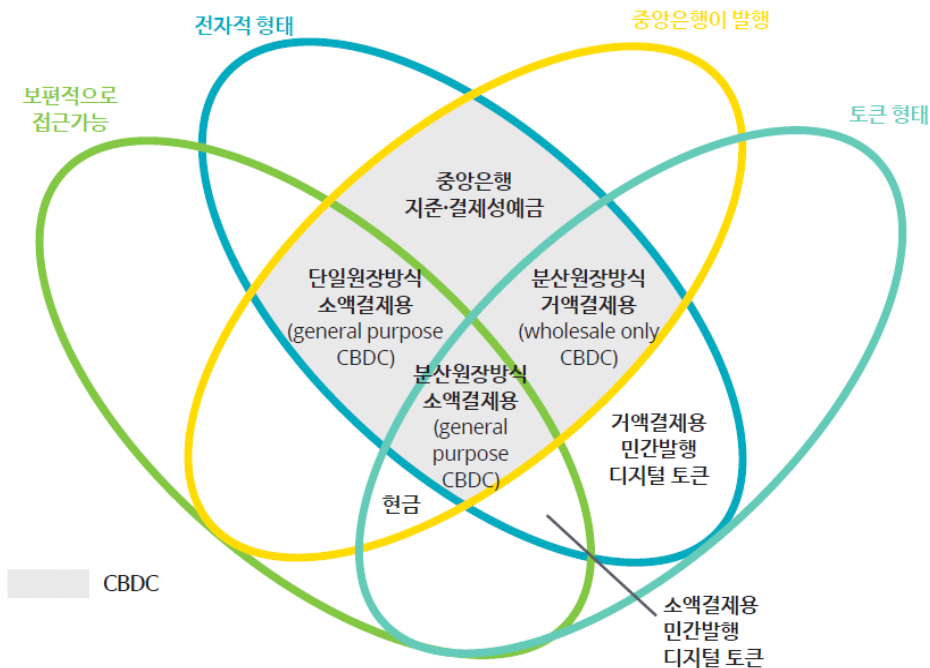 전자적 형태
중앙은행이 발행
보편적으로
접근가능
토큰 형태
중앙은행
지준·결제성예금
단일원장방식
소액결제용
(general purpose
CBDC)
분산원장방식
거액결제용
(wholesale only
CBDC)
분산원장방식
소액결제용
(general
purpose
CBDC)
거액결제용
민간발행
디지털 토큰
현금
CBDC
소액결제용
민간발행
디지털 토큰